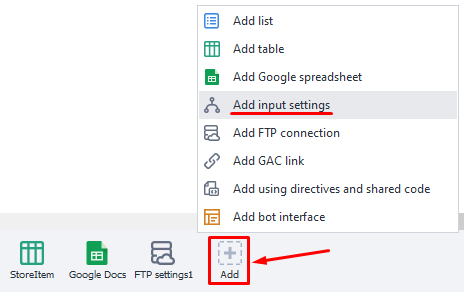 Add list
Add table
Add Google spreadsheet
Add input settings
Add FTP connection
Add GAC link
Add using directives and shared code
Add bot interface
StoreItem
Google Docs
FTP settings1
Add